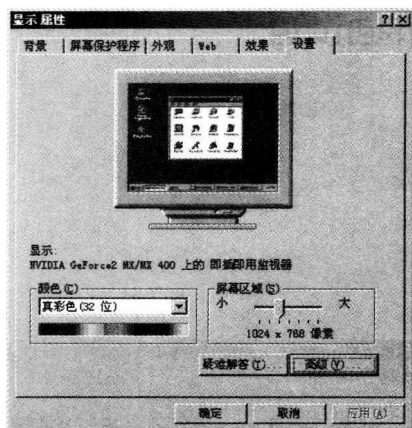 显示 属性
背景 屏幕保护程序 外观 Web 效果 设置
显示:
NVIDIA GeForce2 MX/MX 400 上的 即插即用监视器
颜色(C) 屏幕区域(S)
真彩色(32 位) 小 大
1024 x 768 像素
疑难解答(T)... 高级(V)...
确定 取消 应用(A)